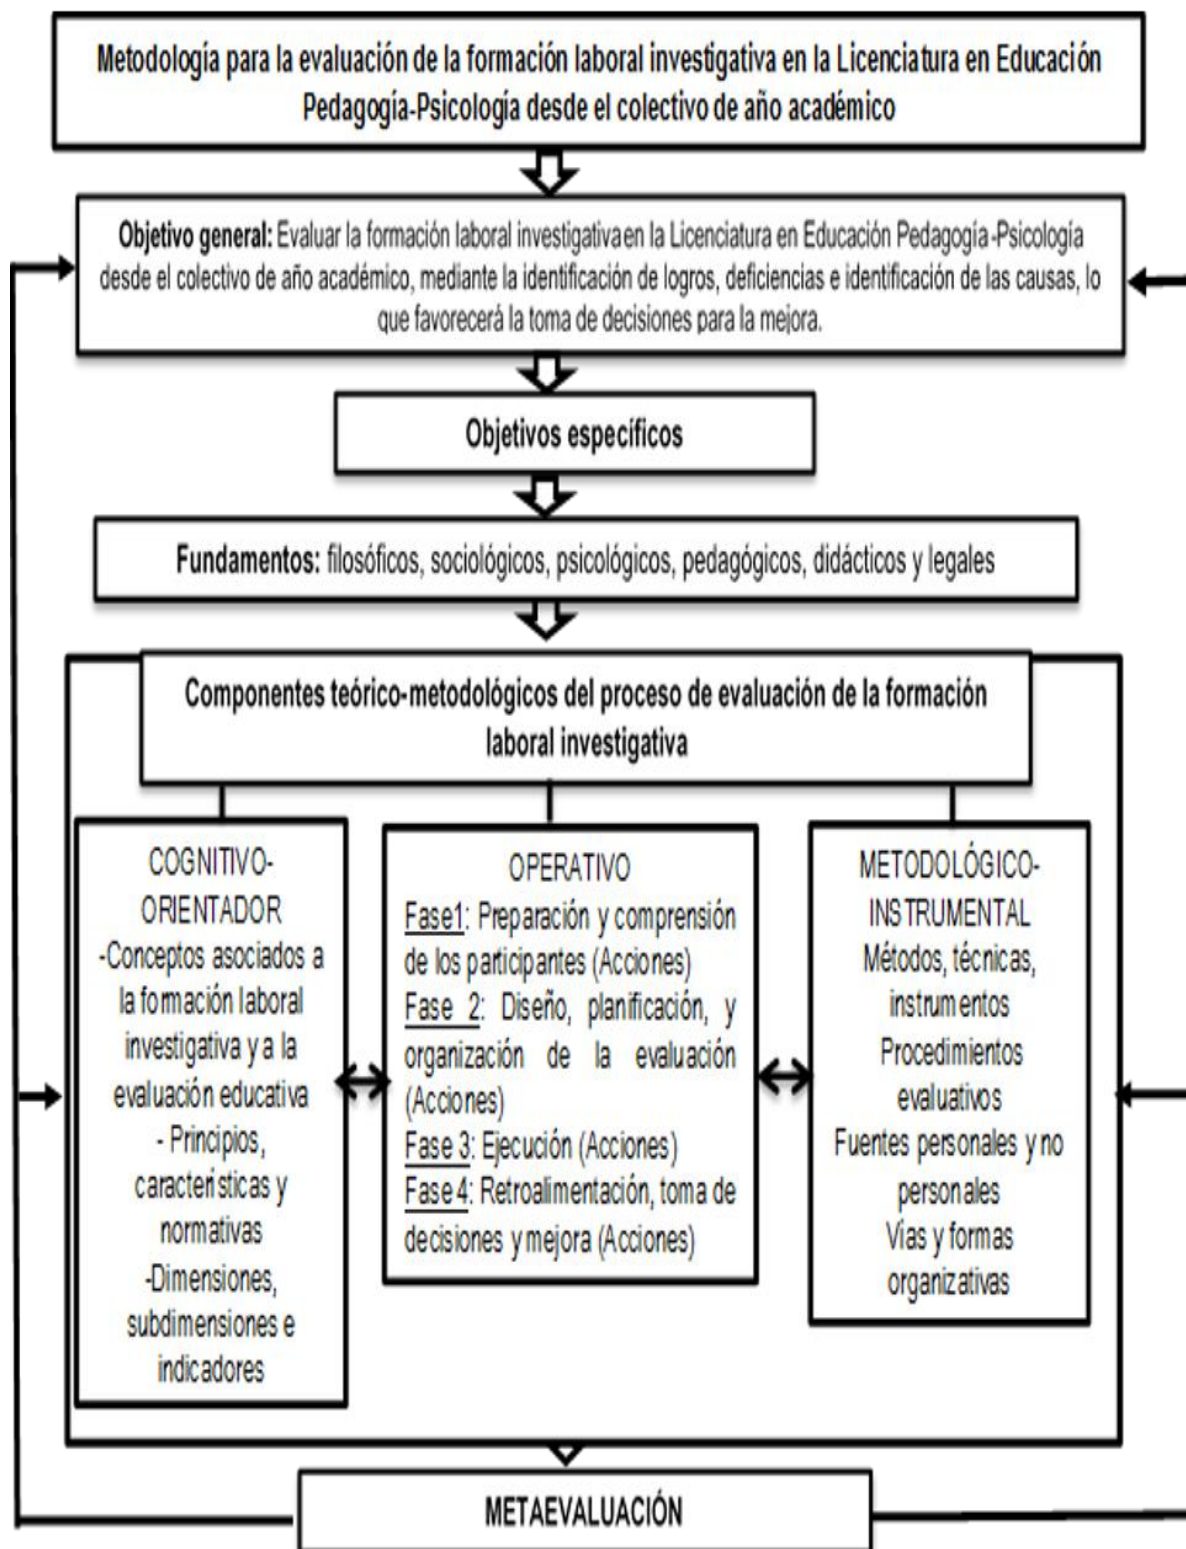 Metodología para la evaluación de la formación laboral investigativa en la Licenciatura en Educación
Pedagogía-Psicología desde el colectivo de año académico
Objetivo general: Evaluar la formación laboral investigativa en la Licenciatura en Educación Pedagogía-Psicología
desde el colectivo de año académico, mediante la identificación de logros, deficiencias e identificación de las causas, lo
que favorecerá la toma de decisiones para la mejora.
Objetivos específicos
Fundamentos: filosóficos, sociológicos, psicológicos, pedagógicos, didácticos y legales
Componentes teórico-metodológicos del proceso de evaluación de la formación
laboral investigativa
COGNITIVO-
ORIENTADOR
-Conceptos asociados a
la formación laboral
investigativa y a la
evaluación educativa
- Principios,
características y
normativas
-Dimensiones,
subdimensiones e
indicadores
OPERATIVO
Fase1: Preparación y comprensión
de los participantes (Acciones)
Fase 2: Diseño, planificación, y
organización de la evaluación
(Acciones)
Fase 3: Ejecución (Acciones)
Fase 4: Retroalimentación, toma de
decisiones y mejora (Acciones)
METODOLÓGICO-
INSTRUMENTAL
Métodos, técnicas,
instrumentos
Procedimientos
evaluativos
Fuentes personales y no
personales
Vías y formas
organizativas
METAEVALUACIÓN